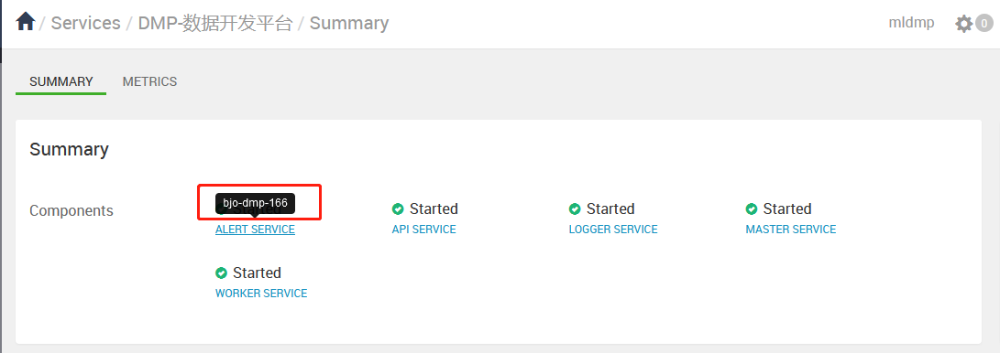 / Services / DMP-数据开发平台 / Summary
mldmp
0
SUMMARY
METRICS
Summary
Components
bjo-dmp-166
ALERT SERVICE
Started
API SERVICE
Started
LOGGER SERVICE
Started
MASTER SERVICE
Started
WORKER SERVICE